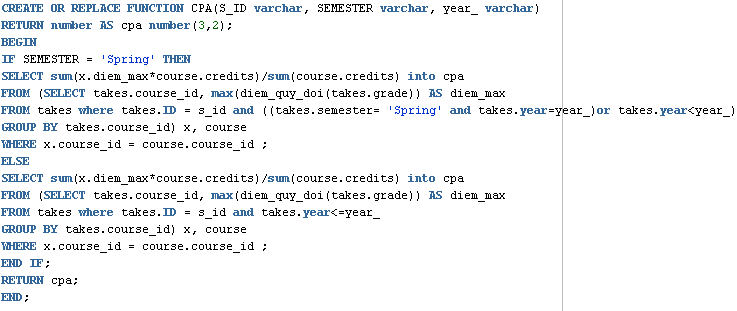 CREATE OR REPLACE FUNCTION CPA(S_ID varchar, SEMESTER varchar, year_ varchar)
RETURN number AS cpa number(3,2);
BEGIN
IF SEMESTER = 'Spring' THEN
SELECT sum(x.diem_max*course.credits)/sum(course.credits) into cpa
FROM (SELECT takes.course_id, max(diem_quy_doi(takes.grade)) AS diem_max
FROM takes where takes.ID = s_id and ((takes.semester= 'Spring' and takes.year=year_)or takes.year<year_)
GROUP BY takes.course_id) x, course
WHERE x.course_id = course.course_id ;
ELSE
SELECT sum(x.diem_max*course.credits)/sum(course.credits) into cpa
FROM (SELECT takes.course_id, max(diem_quy_doi(takes.grade)) AS diem_max
FROM takes where takes.ID = s_id and takes.year<=year_
GROUP BY takes.course_id) x, course
WHERE x.course_id = course.course_id ;
END IF;
RETURN cpa;
END;